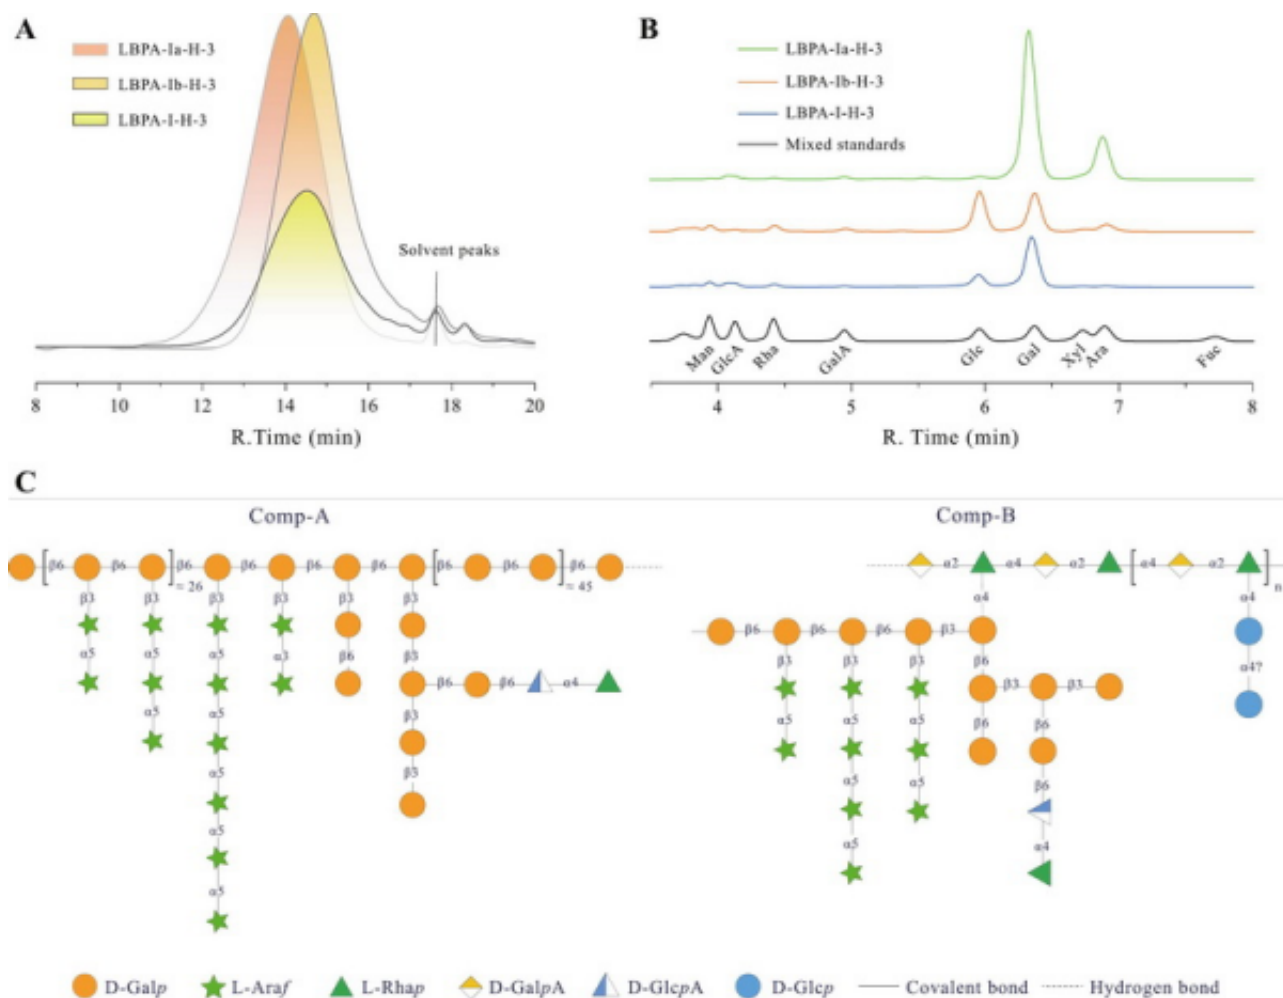 A
LBPA-Ia-H-3
LBPA-Ib-H-3
LBPA-I-H-3
Solvent peaks
8 10 12 14 16 18 20
R.Time (min)
B
LBPA-Ia-H-3
LBPA-Ib-H-3
LBPA-I-H-3
Mixed standards
Man GlcA Rha GalA Glc Gal Xyl Ara Fuc
4 5 6 7 8
R. Time (min)
C
Comp-A
β6 β6 β6 β6 β6 β6 β6 β6 β6
≈ 26 ≈ 45
β3 β3 β3 β3 β3 β3
α5 α5 α5 α3 β6 β3
β6 β6 α4
α5 α5 β3
α5 β3
α5
α5
Comp-B
α2 α4 α2 α4 α2
n
α4 α4
β6 β6 β6 β3
β3 β3 β3 β6 α4?
β3 β3
α5 α5 α5 β6 β6
α5 α5 β6
α5 α4
D-Galp L-Araf L-Rhap D-GalpA D-GlcpA D-Glcp Covalent bond Hydrogen bond